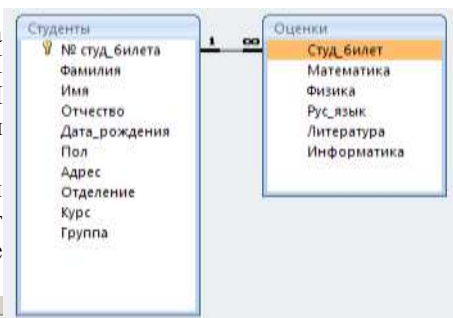 Студенты
№ студ_билета
Фамилия
Имя
Отчество
Дата_рождения
Пол
Адрес
Отделение
Курс
Группа
1 ∞
Оценки
Студ_билет
Математика
Физика
Рус_язык
Литература
Информатика